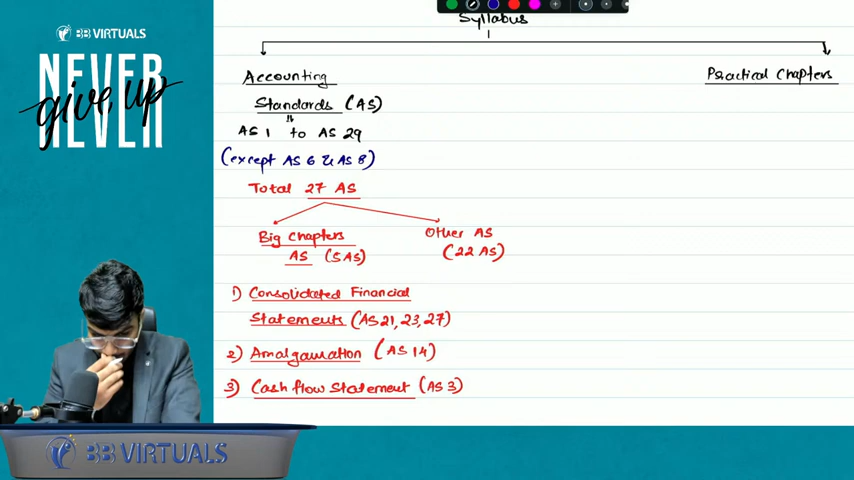 BB VIRTUALS
NEVER
give up
NEVER
Syllabus
Accounting
Standards (AS)
AS 1 to AS 29
(except AS 6 & AS 8)
Total 27 AS
Big Chapters
AS (5 AS)
Other AS
(22 AS)
1) Consolidated Financial
Statements (AS 21, 23, 27)
2) Amalgamation (AS 14)
3) Cash flow Statement (AS 3)
Practical Chapters
BB VIRTUALS